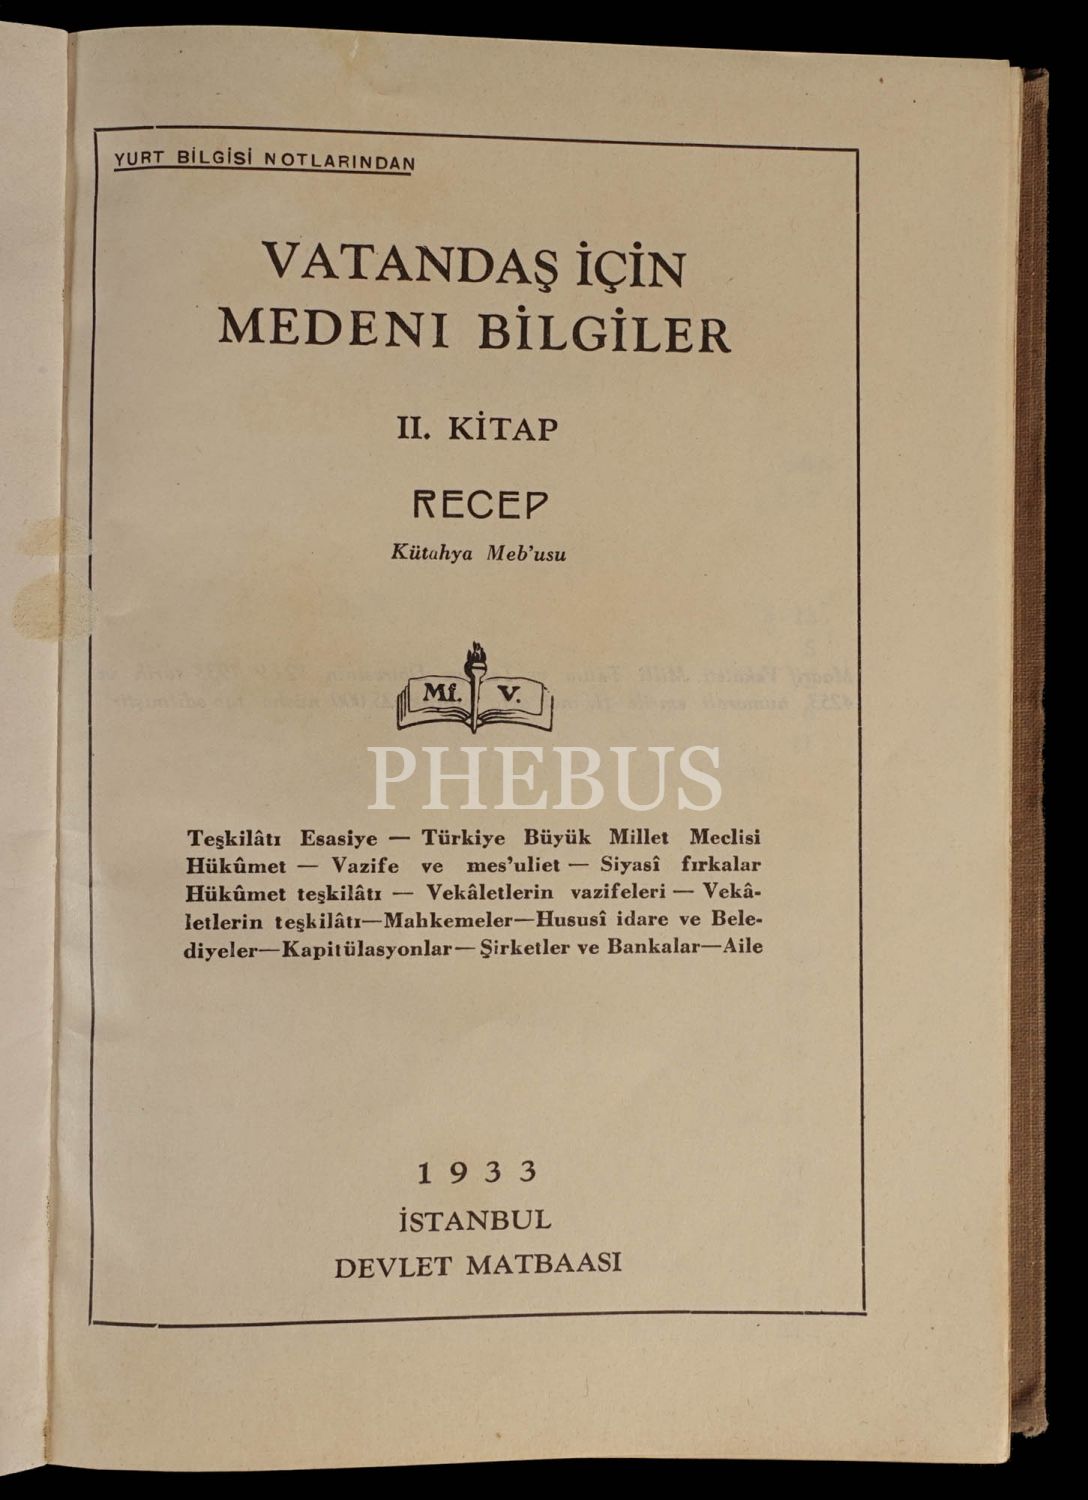 YURT BİLGİSİ NOTLARINDAN
VATANDAŞ İÇİN
MEDENI BİLGİLER
II. KİTAP
RECEP
Kütahya Meb'usu
Mf. V.
PHEBUS
Teşkilâtı Esasiye — Türkiye Büyük Millet Meclisi
Hükûmet — Vazife ve mes'uliet — Siyasî fırkalar
Hükûmet teşkilâtı — Vekâletlerin vazifeleri — Vekâ-
letlerin teşkilâtı—Mahkemeler—Hususî idare ve Bele-
diyeler—Kapitülasyonlar—Şirketler ve Bankalar—Aile
1933
İSTANBUL
DEVLET MATBAASI